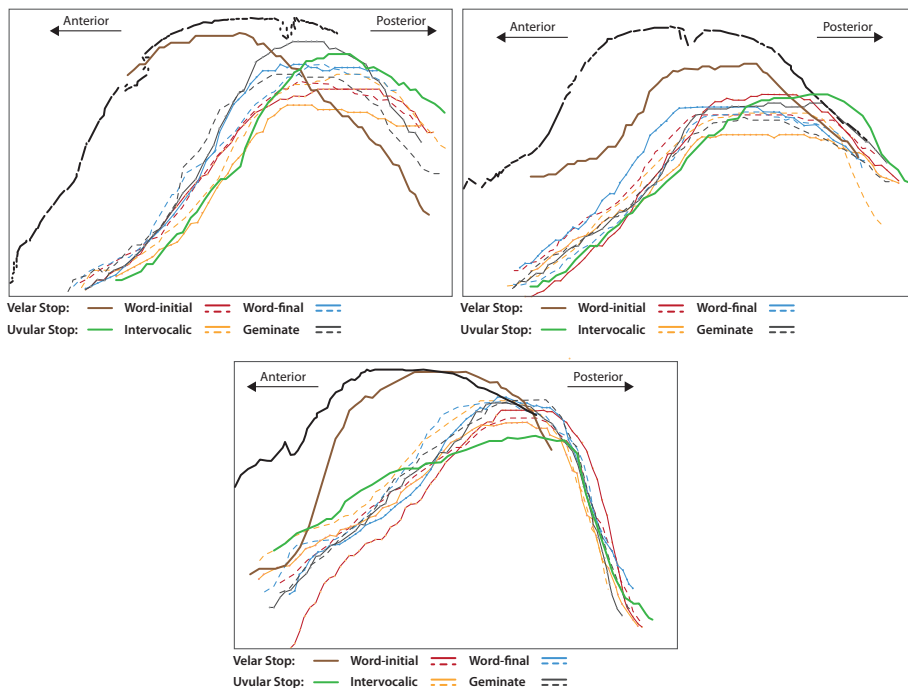 Anterior Posterior
Velar Stop: Word-initial Word-final
Uvular Stop: Intervocalic Geminate
Anterior Posterior
Velar Stop: Word-initial Word-final
Uvular Stop: Intervocalic Geminate
Anterior Posterior
Velar Stop: Word-initial Word-final
Uvular Stop: Intervocalic Geminate